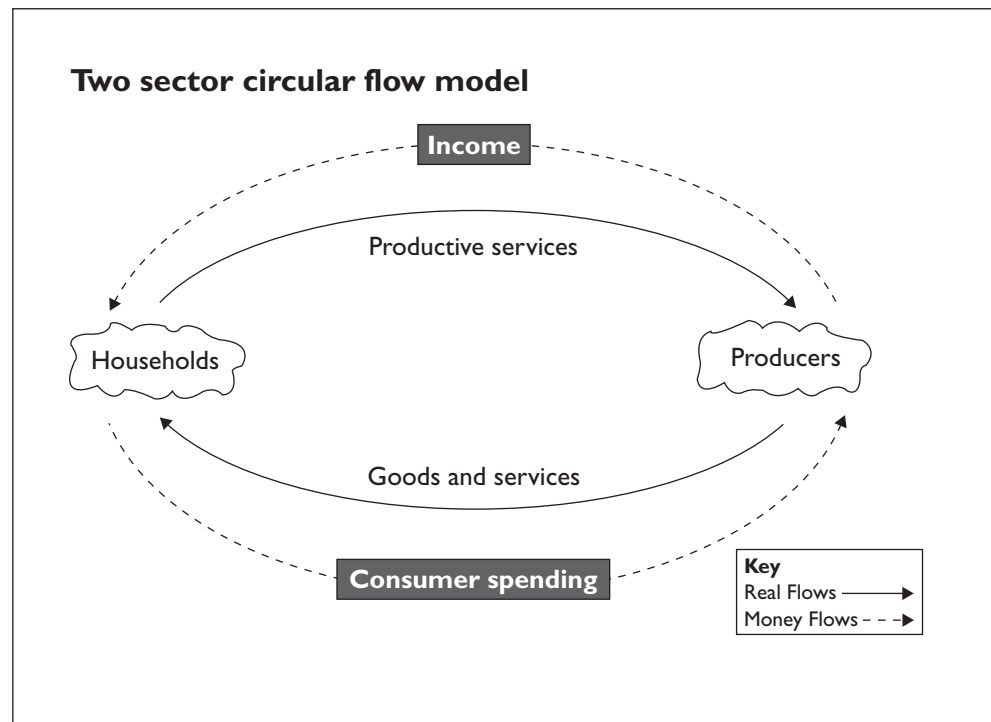 Two sector circular flow model
Income
Productive services
Households
Producers
Goods and services
Consumer spending
Key
Real Flows
Money Flows